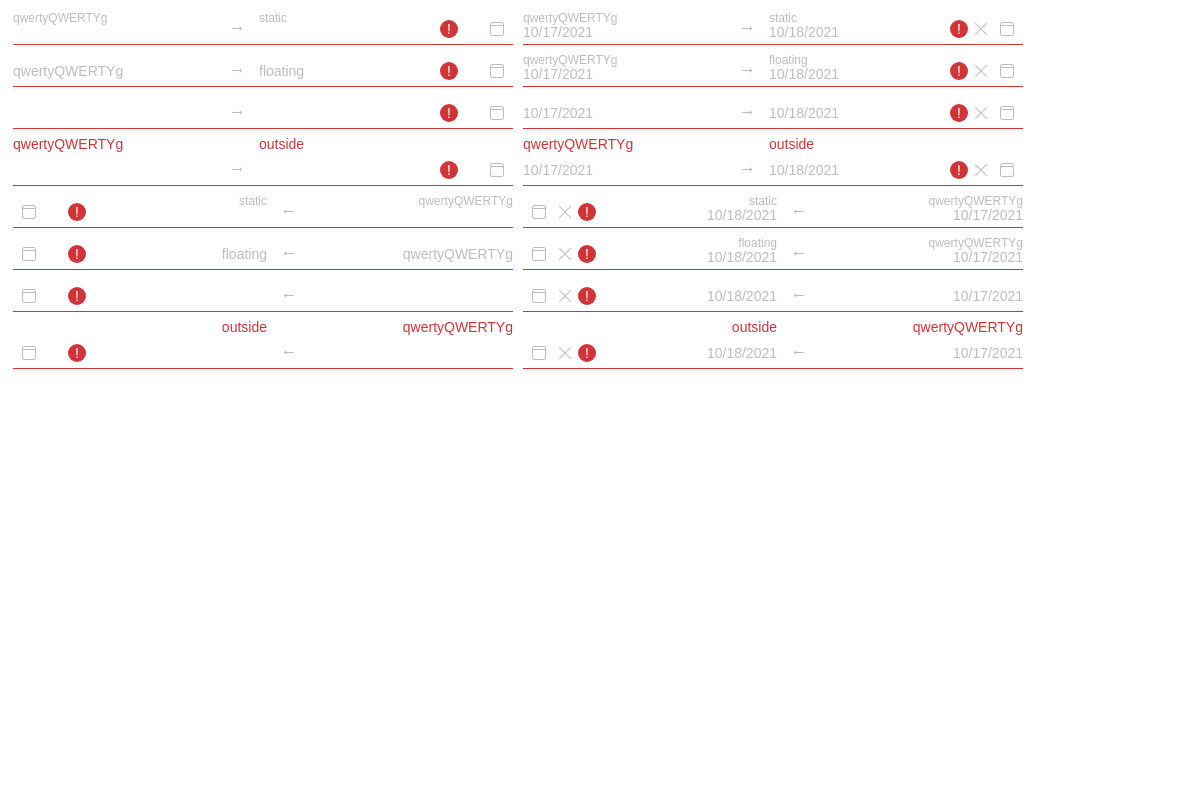 qwertyQWERTYg → static ! qwertyQWERTYg static
10/17/2021 → 10/18/2021 !
qwertyQWERTYg → floating ! qwertyQWERTYg floating
10/17/2021 → 10/18/2021 !
→ ! 10/17/2021 → 10/18/2021 !
qwertyQWERTYg outside qwertyQWERTYg outside
→ ! 10/17/2021 → 10/18/2021 !
! static ← qwertyQWERTYg static qwertyQWERTYg
! 10/18/2021 ← 10/17/2021
! floating ← qwertyQWERTYg floating qwertyQWERTYg
! 10/18/2021 ← 10/17/2021
! ← ! 10/18/2021 ← 10/17/2021
outside qwertyQWERTYg outside qwertyQWERTYg
! ← ! 10/18/2021 ← 10/17/2021